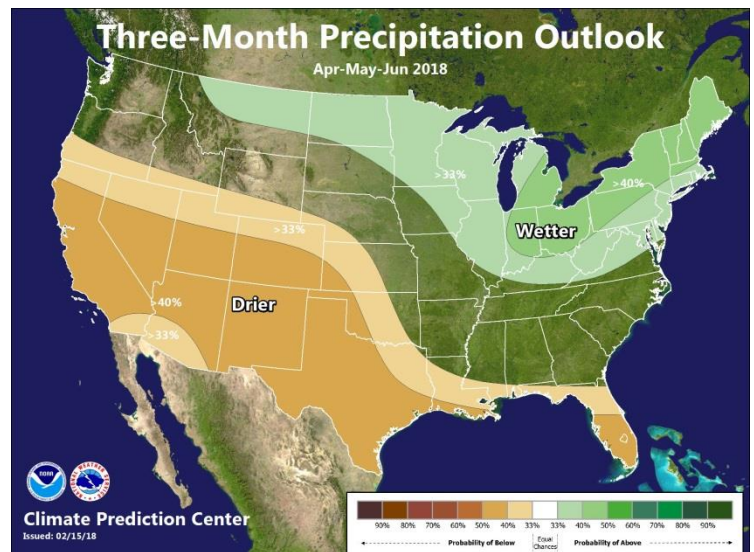 Three-Month Precipitation Outlook
Apr-May-Jun 2018
>33%
>40%
Wetter
>33%
Drier
>40%
>33%
NOAA
Climate Prediction Center
Issued: 02/15/18
90% 80% 70% 60% 50% 40% 33% 33% 40% 50% 60% 70% 80% 90%
Probability of Below Equal Chances Probability of Above